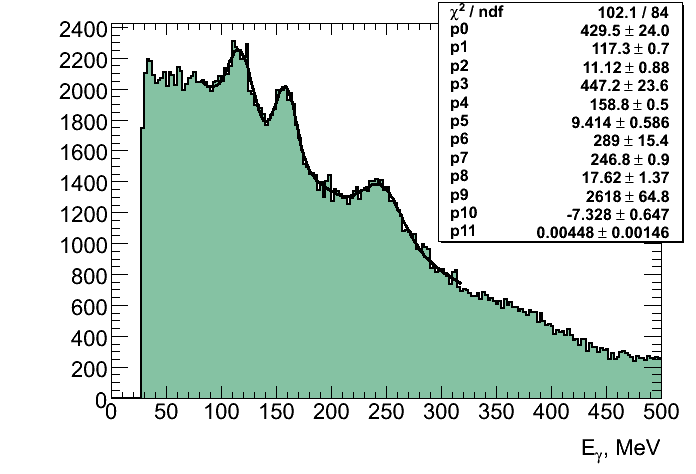 χ² / ndf 102.1 / 84
p0 429.5 ± 24.0
p1 117.3 ± 0.7
p2 11.12 ± 0.88
p3 447.2 ± 23.6
p4 158.8 ± 0.5
p5 9.414 ± 0.586
p6 289 ± 15.4
p7 246.8 ± 0.9
p8 17.62 ± 1.37
p9 2618 ± 64.8
p10 -7.328 ± 0.647
p11 0.00448 ± 0.00146
2400
2200
2000
1800
1600
1400
1200
1000
800
600
400
200
0
0 50 100 150 200 250 300 350 400 450 500
Eγ, MeV